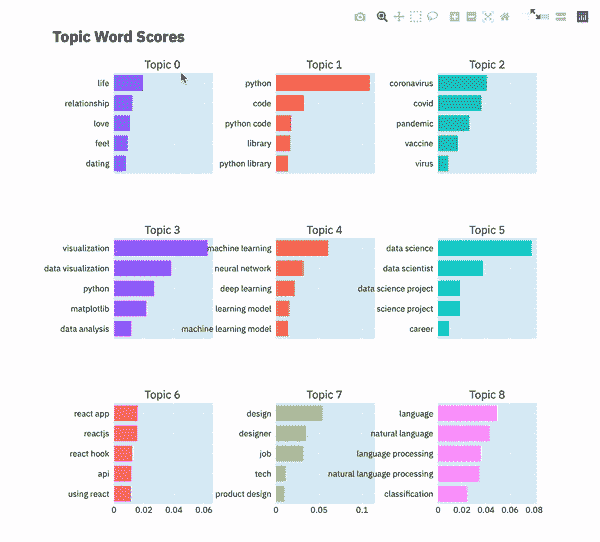 Topic Word Scores
Topic 0
life
relationship
love
feel
dating
Topic 1
python
code
python code
library
python library
Topic 2
coronavirus
covid
pandemic
vaccine
virus
Topic 3
visualization
data visualization
python
matplotlib
data analysis
Topic 4
machine learning
neural network
deep learning
learning model
machine learning model
Topic 5
data science
data scientist
data science project
science project
career
Topic 6
react app
reactjs
react hook
api
using react
0 0.02 0.04 0.06
Topic 7
design
designer
job
tech
product design
0 0.05 0.1
Topic 8
language
natural language
language processing
natural language processing
classification
0 0.02 0.04 0.06 0.08